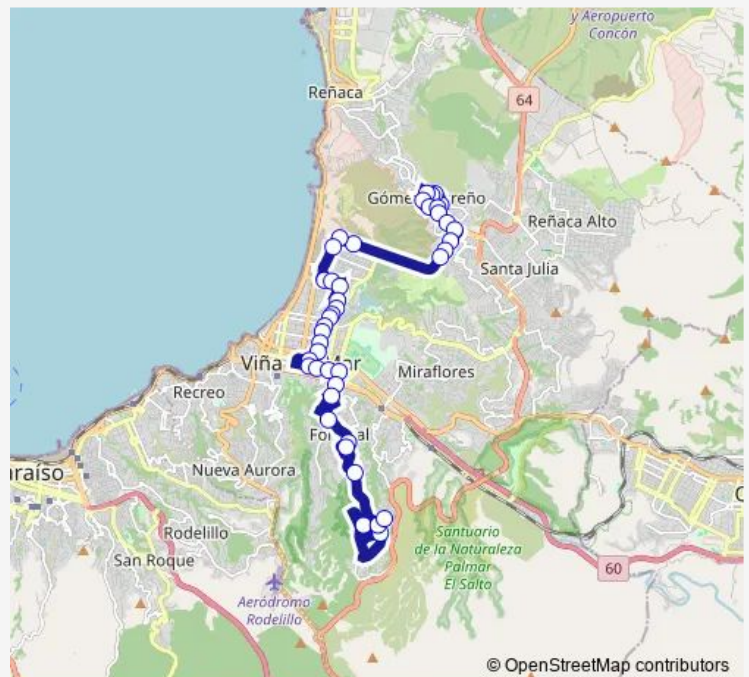 y Aeropuerto
Concón
Reñaca
64
Reñaca Alto
Santa Julia
Viña
Mar
Miraflores
Recreo
Nueva Aurora
Rodelillo
San Roque
Santuario
de la Naturaleza
Palmar
El Salto
60
Aeródromo
Rodelillo
© OpenStreetMap contributors